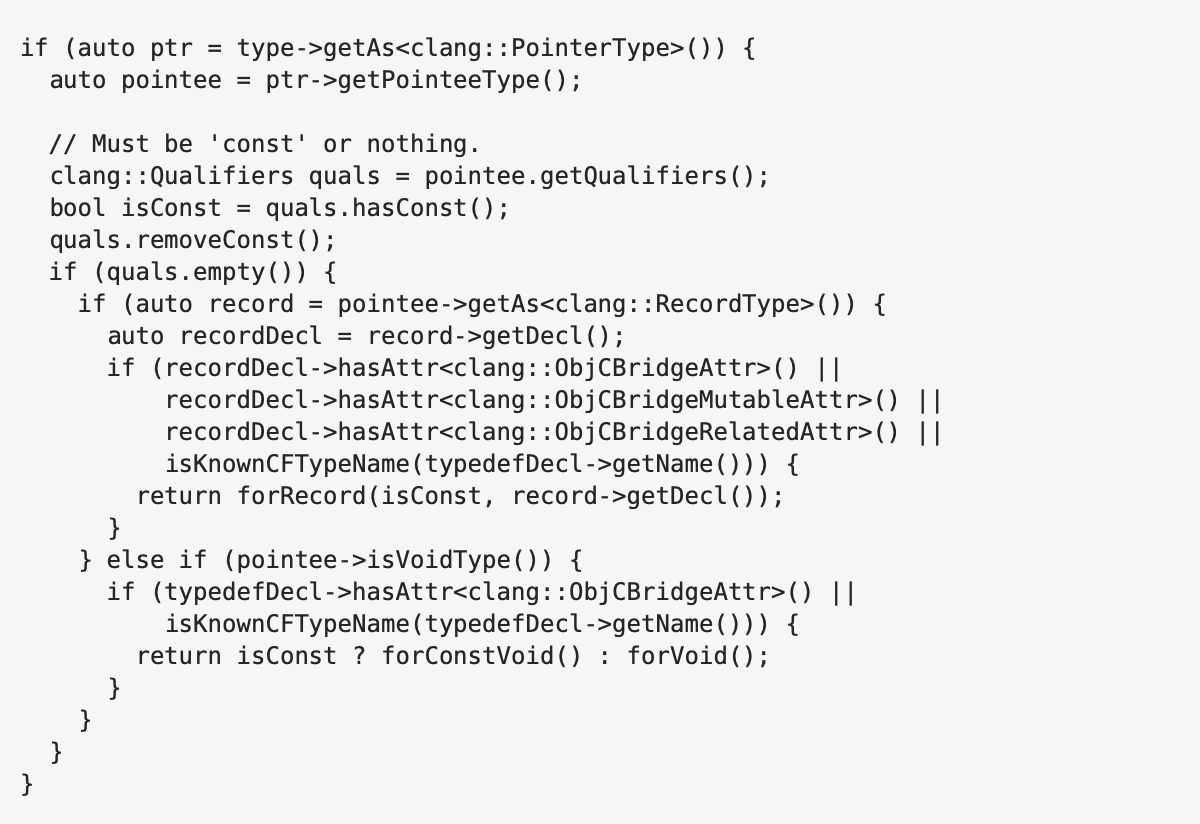 if (auto ptr = type->getAs<clang::PointerType>()) {
  auto pointee = ptr->getPointeeType();

  // Must be 'const' or nothing.
  clang::Qualifiers quals = pointee.getQualifiers();
  bool isConst = quals.hasConst();
  quals.removeConst();
  if (quals.empty()) {
    if (auto record = pointee->getAs<clang::RecordType>()) {
      auto recordDecl = record->getDecl();
      if (recordDecl->hasAttr<clang::ObjCBridgeAttr>() ||
          recordDecl->hasAttr<clang::ObjCBridgeMutableAttr>() ||
          recordDecl->hasAttr<clang::ObjCBridgeRelatedAttr>() ||
          isKnownCFTypeName(typedefDecl->getName())) {
        return forRecord(isConst, record->getDecl());
      }
    } else if (pointee->isVoidType()) {
      if (typedefDecl->hasAttr<clang::ObjCBridgeAttr>() ||
          isKnownCFTypeName(typedefDecl->getName())) {
        return isConst ? forConstVoid() : forVoid();
      }
    }
  }
}